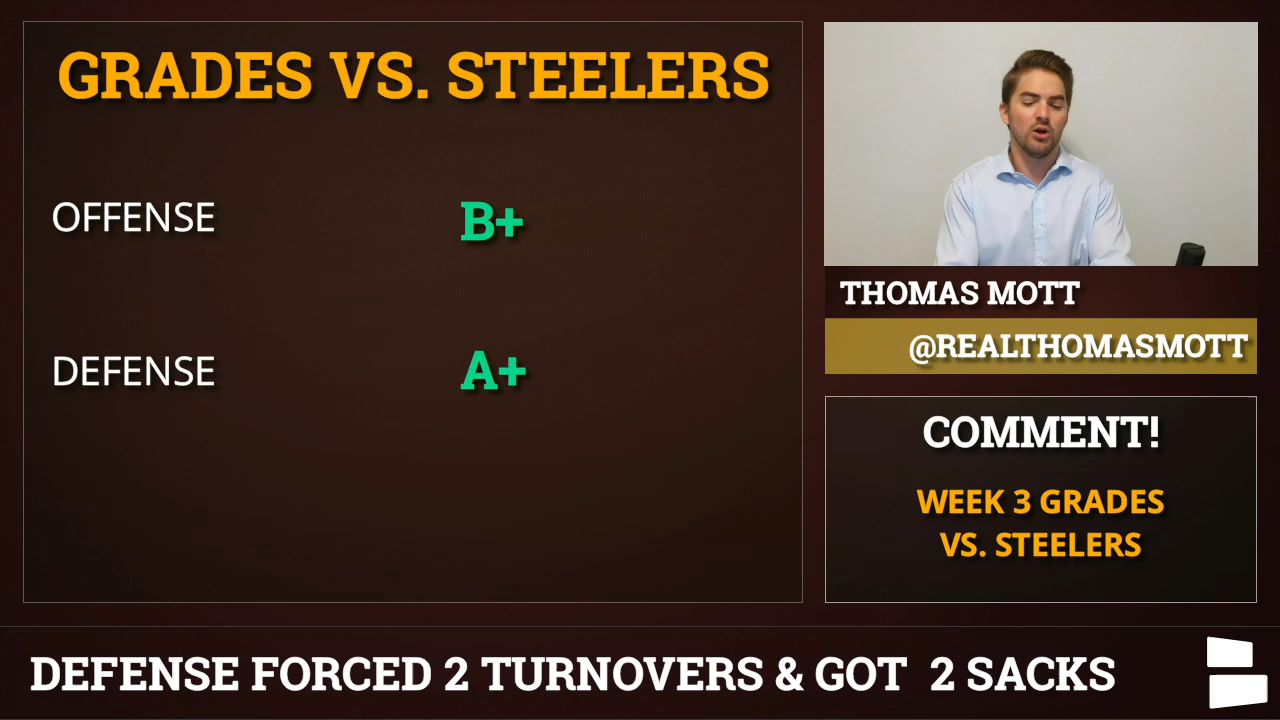 GRADES VS. STEELERS
OFFENSE B+
DEFENSE A+
THOMAS MOTT
@REALTHOMASMOTT
COMMENT!
WEEK 3 GRADES
VS. STEELERS
DEFENSE FORCED 2 TURNOVERS & GOT 2 SACKS